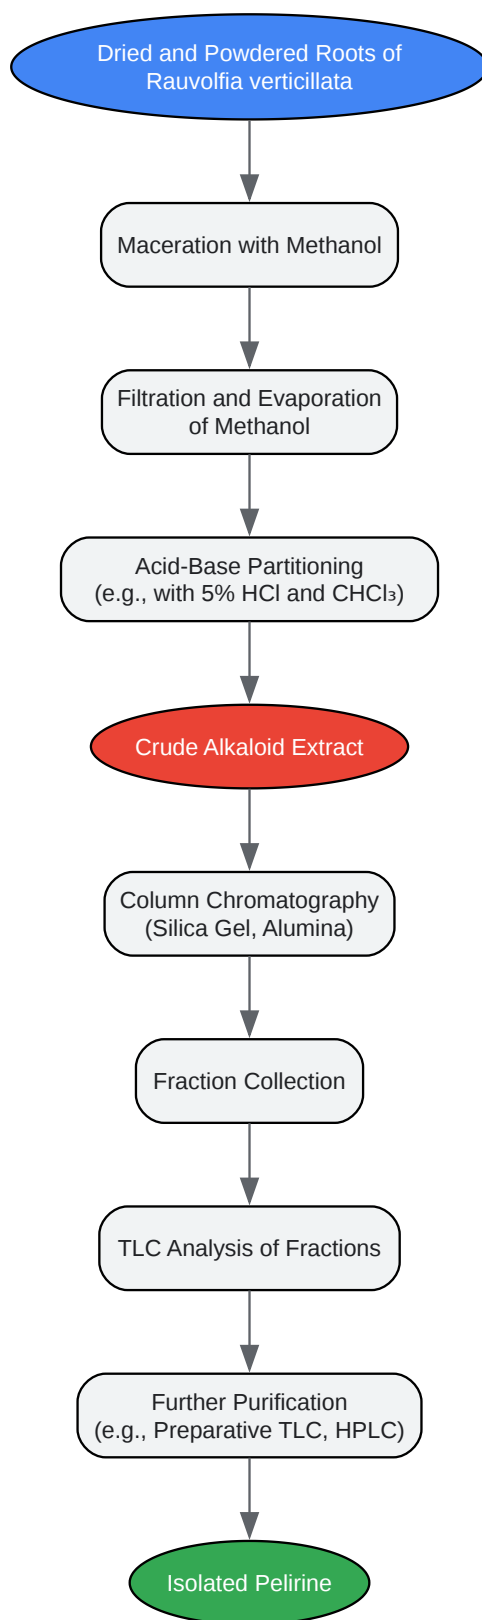 Dried and Powdered Roots of
Rauvolfia verticillata
Maceration with Methanol
Filtration and Evaporation
of Methanol
Acid-Base Partitioning
(e.g., with 5% HCl and CHCl₃)
Crude Alkaloid Extract
Column Chromatography
(Silica Gel, Alumina)
Fraction Collection
TLC Analysis of Fractions
Further Purification
(e.g., Preparative TLC, HPLC)
Isolated Pelirine